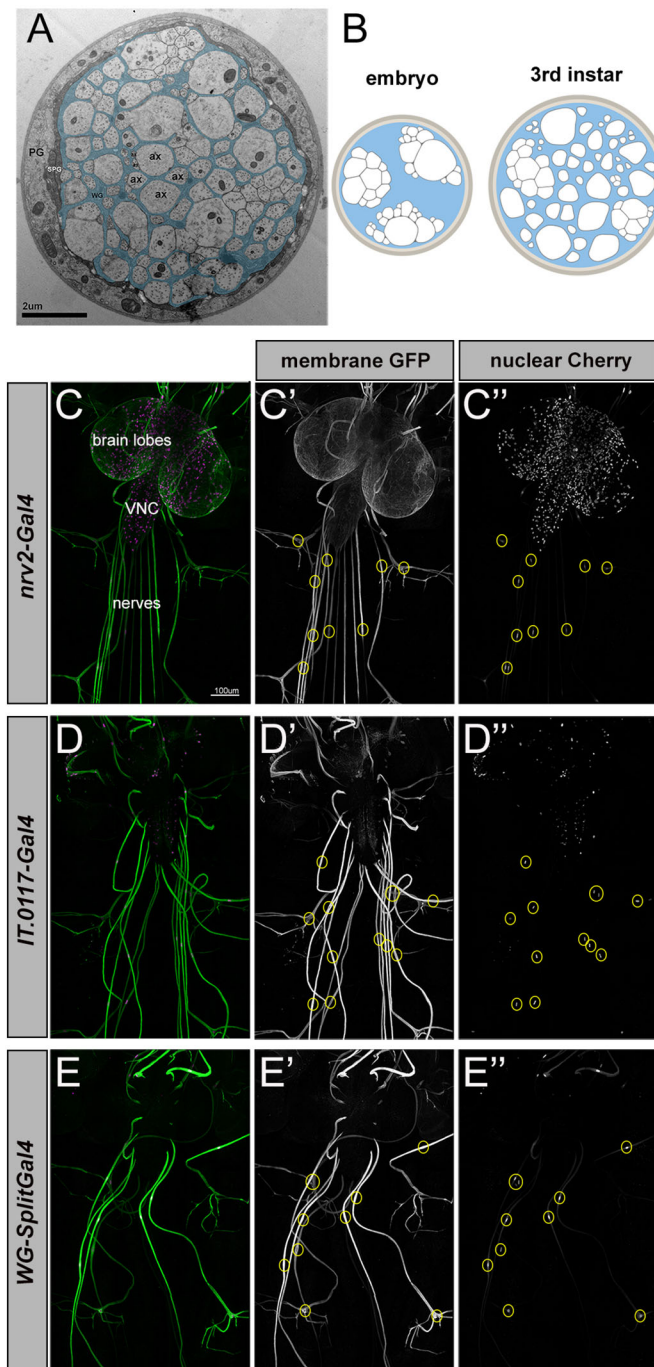 A
PG
SPG
WG
ax
ax
ax
ax
2um
B
embryo
3rd instar
membrane GFP
nuclear Cherry
nrv2-Gal4
C
brain lobes
VNC
nerves
100um
C'
C"
IT.0117-Gal4
D
D'
D"
WG-SplitGal4
E
E'
E"